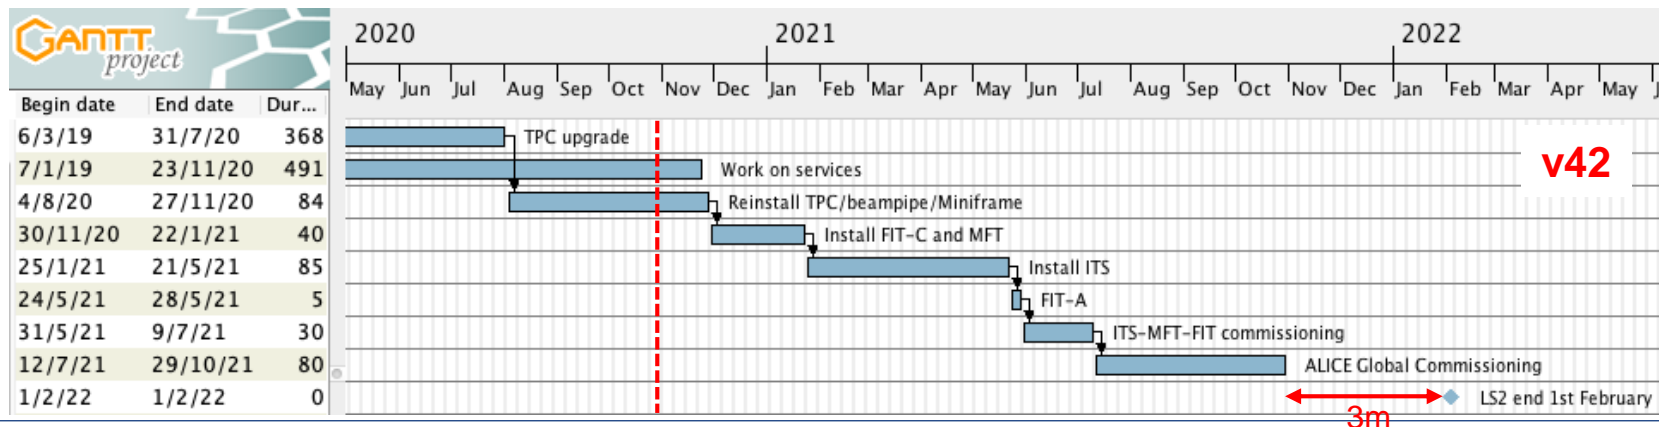 GANTT
project
2020 2021 2022
May Jun Jul Aug Sep Oct Nov Dec Jan Feb Mar Apr May Jun Jul Aug Sep Oct Nov Dec Jan Feb Mar Apr May
Begin date End date Dur...
6/3/19 31/7/20 368 TPC upgrade
v42
7/1/19 23/11/20 491 Work on services
4/8/20 27/11/20 84 Reinstall TPC/beampipe/Miniframe
30/11/20 22/1/21 40 Install FIT-C and MFT
25/1/21 21/5/21 85 Install ITS
24/5/21 28/5/21 5 FIT-A
31/5/21 9/7/21 30 ITS-MFT-FIT commissioning
12/7/21 29/10/21 80 ALICE Global Commissioning
1/2/22 1/2/22 0 LS2 end 1st February
3m